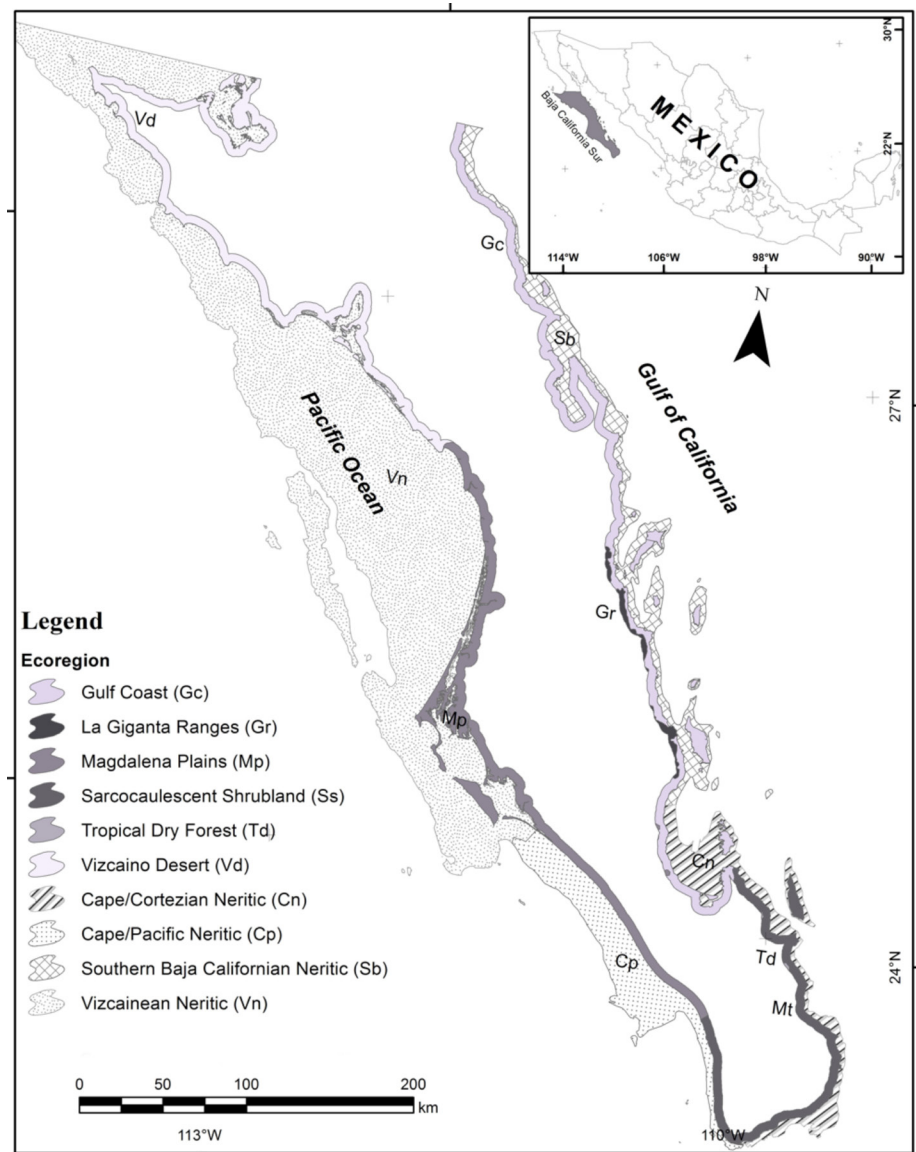 Vd
Gc
Sb
Pacific Ocean
Vn
Gulf of California
Gr
Mp
Cn
Cp
Td
Mt
MEXICO
Baja California Sur
30°N
22°N
114°W
106°W
98°W
90°W
N
27°N
24°N
Legend
Ecoregion
Gulf Coast (Gc)
La Giganta Ranges (Gr)
Magdalena Plains (Mp)
Sarcocaulescent Shrubland (Ss)
Tropical Dry Forest (Td)
Vizcaino Desert (Vd)
Cape/Cortezian Neritic (Cn)
Cape/Pacific Neritic (Cp)
Southern Baja Californian Neritic (Sb)
Vizcainean Neritic (Vn)
0 50 100 200
km
113°W
110°W